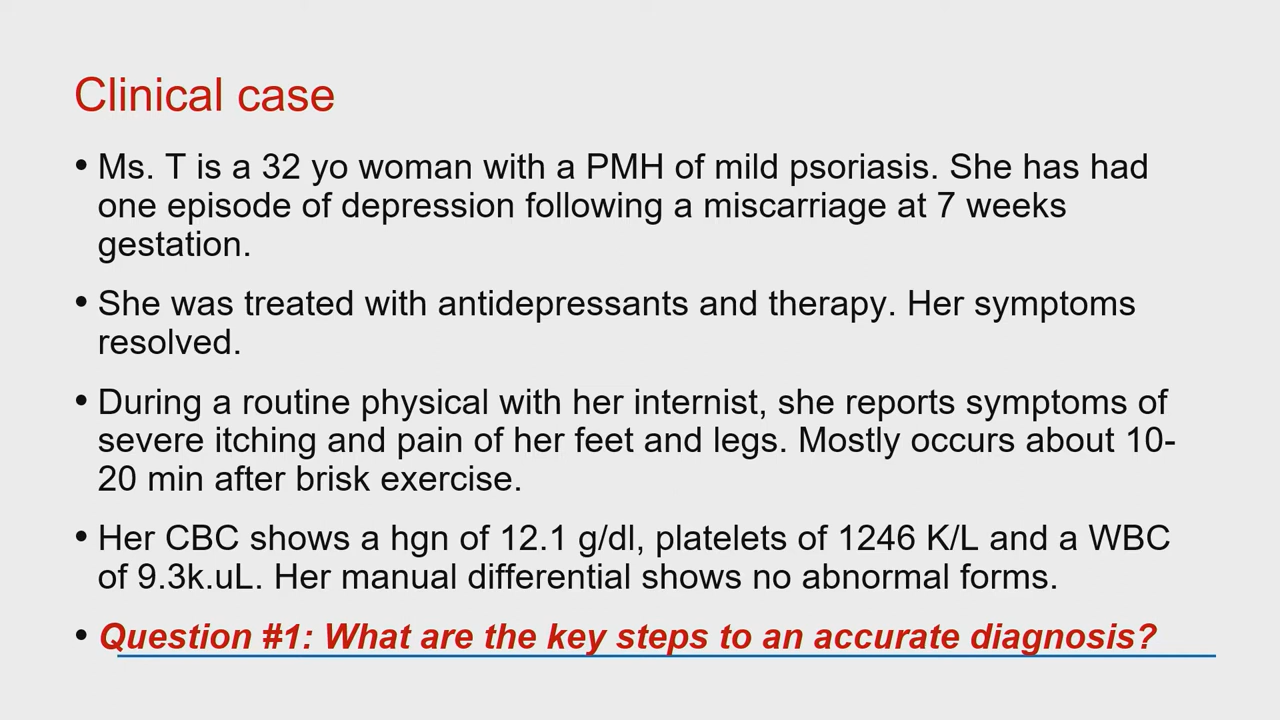 Clinical case
• Ms. T is a 32 yo woman with a PMH of mild psoriasis. She has had
one episode of depression following a miscarriage at 7 weeks
gestation.
• She was treated with antidepressants and therapy. Her symptoms
resolved.
• During a routine physical with her internist, she reports symptoms of
severe itching and pain of her feet and legs. Mostly occurs about 10-
20 min after brisk exercise.
• Her CBC shows a hgn of 12.1 g/dl, platelets of 1246 K/L and a WBC
of 9.3k.uL. Her manual differential shows no abnormal forms.
• Question #1: What are the key steps to an accurate diagnosis?